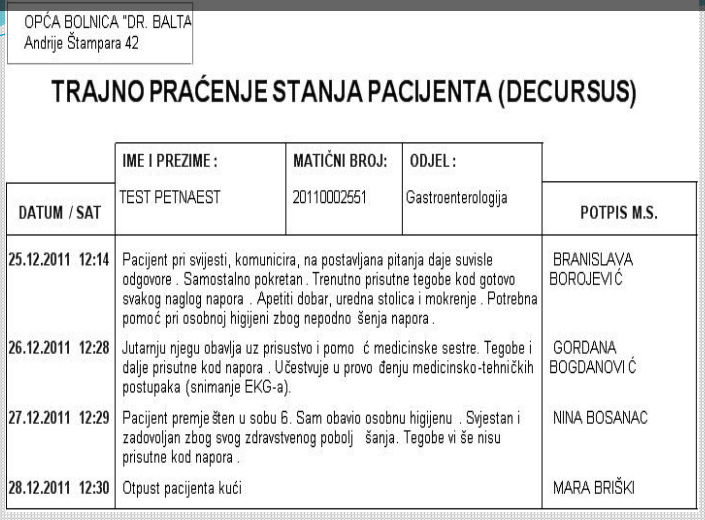 OPĆA BOLNICA "DR. BALTA
Andrije Štampara 42
TRAJNO PRAĆENJE STANJA PACIJENTA (DECURSUS)
IME I PREZIME :
MATIČNI BROJ:
ODJEL :
TEST PETNAEST
20110002551
Gastroenterologija
DATUM / SAT
POTPIS M.S.
25.12.2011 12:14
Pacijent pri svijesti, komunicira, na postavljana pitanja daje suvisle
odgovore . Samostalno pokretan . Trenutno prisutne tegobe kod gotovo
svakog naglog napora . Apetiti dobar, uredna stolica i mokrenje . Potrebna
pomoć pri osobnoj higijeni zbog nepodno šenja napora .
BRANISLAVA
BOROJEVI Ć
26.12.2011 12:28
Jutarnju njegu obavlja uz prisustvo i pomo ć medicinske sestre. Tegobe i
dalje prisutne kod napora . Učestvuje u provo đenju medicinsko-tehničkih
postupaka (snimanje EKG-a).
GORDANA
BOGDANOVI Ć
27.12.2011 12:29
Pacijent premje šten u sobu 6. Sam obavio osobnu higijenu . Svjestan i
zadovoljan zbog svog zdravstvenog pobolj šanja. Tegobe vi še nisu
prisutne kod napora .
NINA BOSANAC
28.12.2011 12:30
Otpust pacijenta kući
MARA BRIŠKI